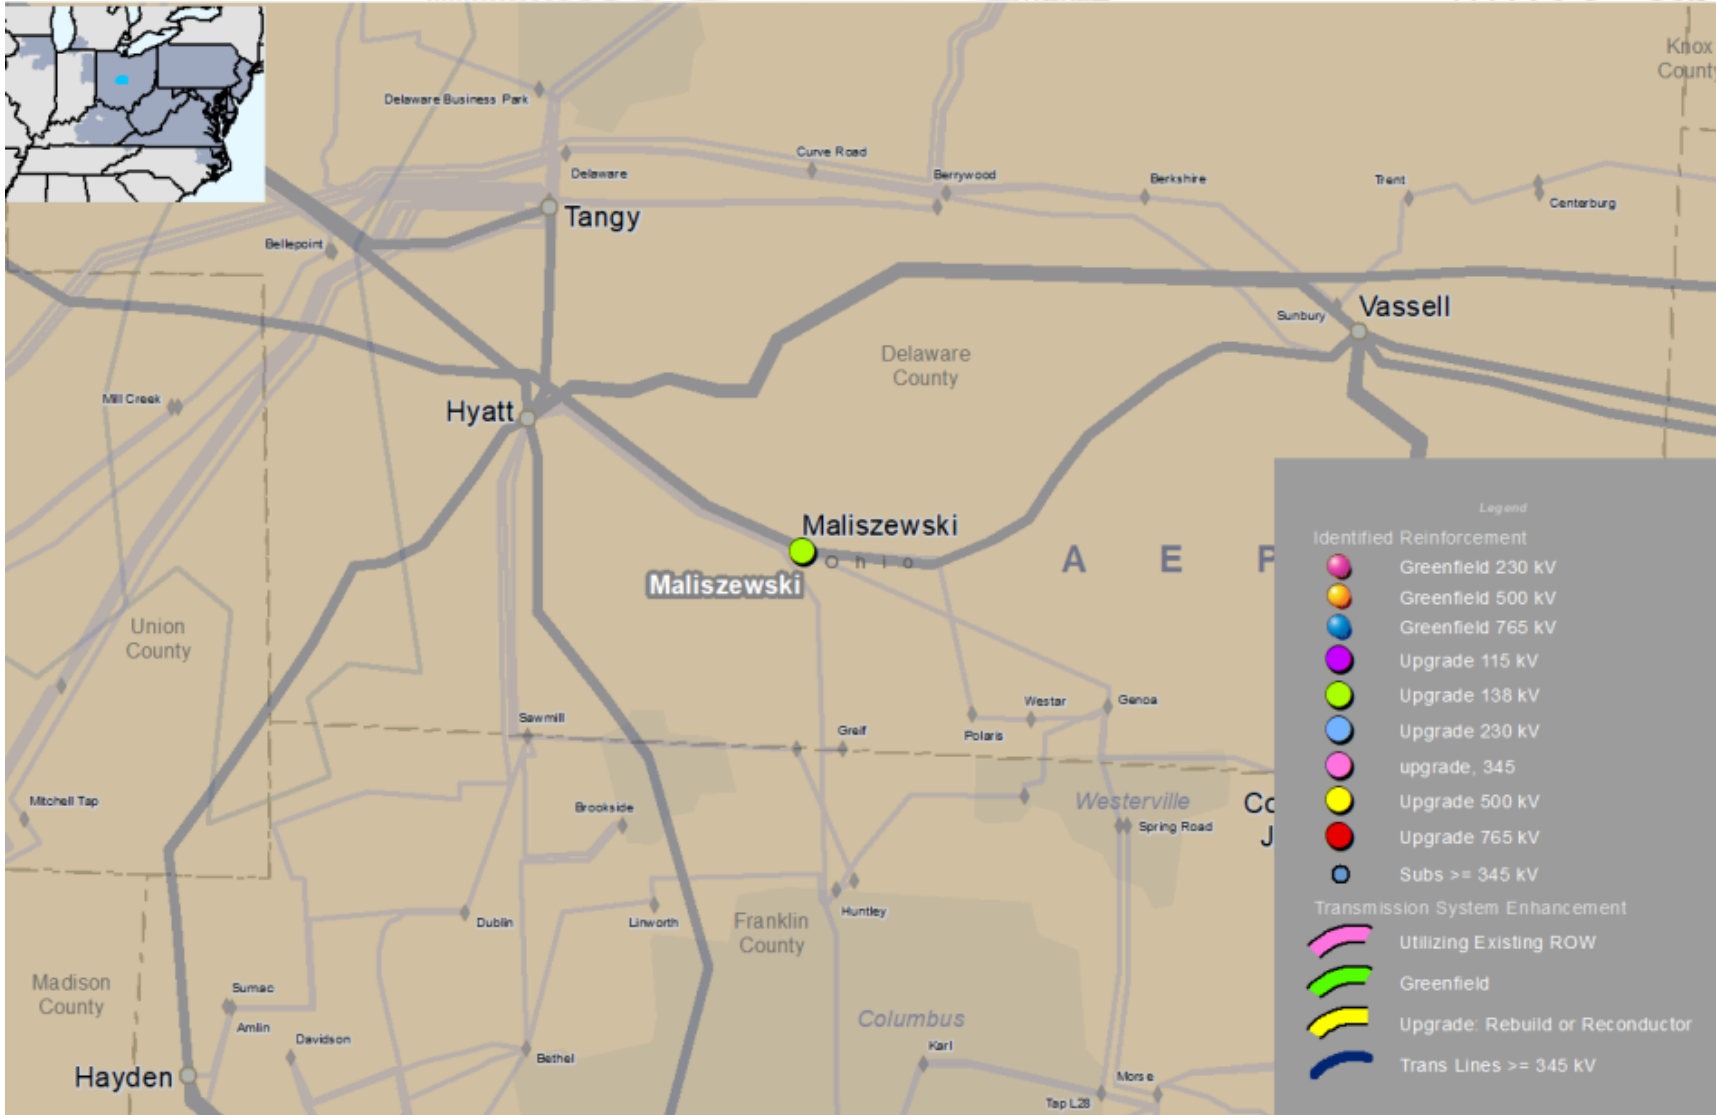 Knox
County
Delaware Business Park
Curve Road
Delaware
Berrywood
Berkshire
Trent
Centerburg
Tangy
Bellepoint
Vassell
Sunbury
Delaware
County
Mill Creek
Hyatt
Maliszewski
Ohio
A E P
Maliszewski
Union
County
Westar
Genoa
Sawmill
Greif
Polaris
Mitchell Tap
Brookside
Westerville
Spring Road
Dublin
Linworth
Huntley
Franklin
County
Madison
County
Sumac
Amlin
Davidson
Columbus
Karl
Bethel
Hayden
Morse
Tap L28
Legend
Identified Reinforcement
Greenfield 230 kV
Greenfield 500 kV
Greenfield 765 kV
Upgrade 115 kV
Upgrade 138 kV
Upgrade 230 kV
upgrade, 345
Upgrade 500 kV
Upgrade 765 kV
Subs >= 345 kV
Transmission System Enhancement
Utilizing Existing ROW
Greenfield
Upgrade: Rebuild or Reconductor
Trans Lines >= 345 kV